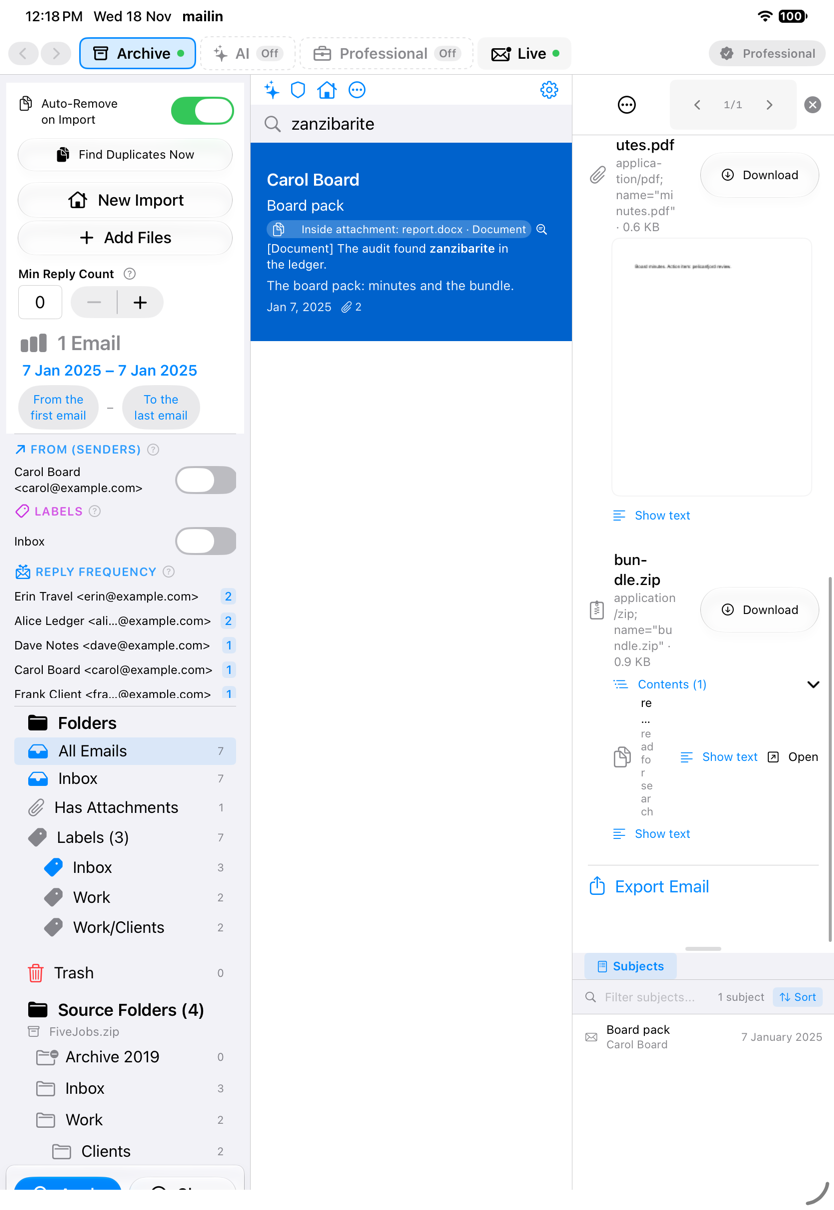 12:18 PM Wed 18 Nov mailin
100
Archive
AI Off
Professional Off
Live
Professional
Auto-Remove
on Import
Find Duplicates Now
New Import
Add Files
Min Reply Count
0
1 Email
7 Jan 2025 – 7 Jan 2025
From the
first email
–
To the
last email
FROM (SENDERS)
Carol Board
<carol@example.com>
LABELS
Inbox
REPLY FREQUENCY
Erin Travel <erin@example.com> 2
Alice Ledger <ali...@example.com> 2
Dave Notes <dave@example.com> 1
Carol Board <carol@example.com> 1
Frank Client <fra...@example.com> 1
Folders
All Emails 7
Inbox 7
Has Attachments 1
Labels (3) 7
Inbox 3
Work 2
Work/Clients 2
Trash 0
Source Folders (4)
FiveJobs.zip
Archive 2019 0
Inbox 3
Work 2
Clients 2
zanzibarite
Carol Board
Board pack
Inside attachment: report.docx · Document
[Document] The audit found zanzibarite in
the ledger.
The board pack: minutes and the bundle.
Jan 7, 2025 2
1/1
utes.pdf
applica-
tion/pdf;
name="mi
nutes.pdf"
· 0.6 KB
Download
Board minutes. Action item:
review.
Show text
bun-
dle.zip
application
/zip;
name="bu
ndle.zip" ·
0.9 KB
Download
Contents (1)
re
...
re
ad
fo
r
se
ar
ch
Show text
Open
Show text
Export Email
Subjects
Filter subjects...
1 subject
Sort
Board pack
Carol Board
7 January 2025